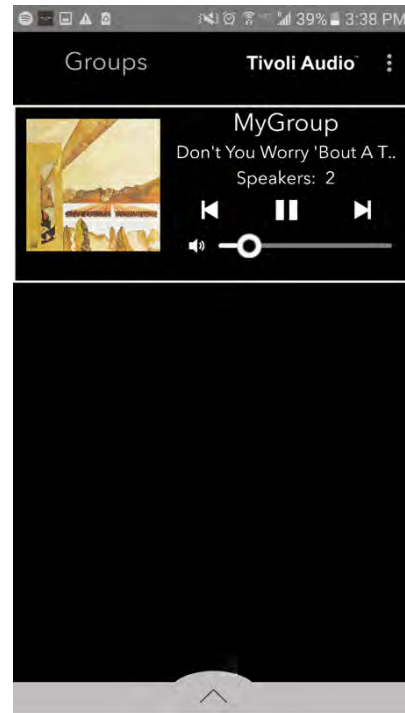 39% 3:38 PM
Groups Tivoli Audio
MyGroup
Don't You Worry 'Bout A T..
Speakers: 2